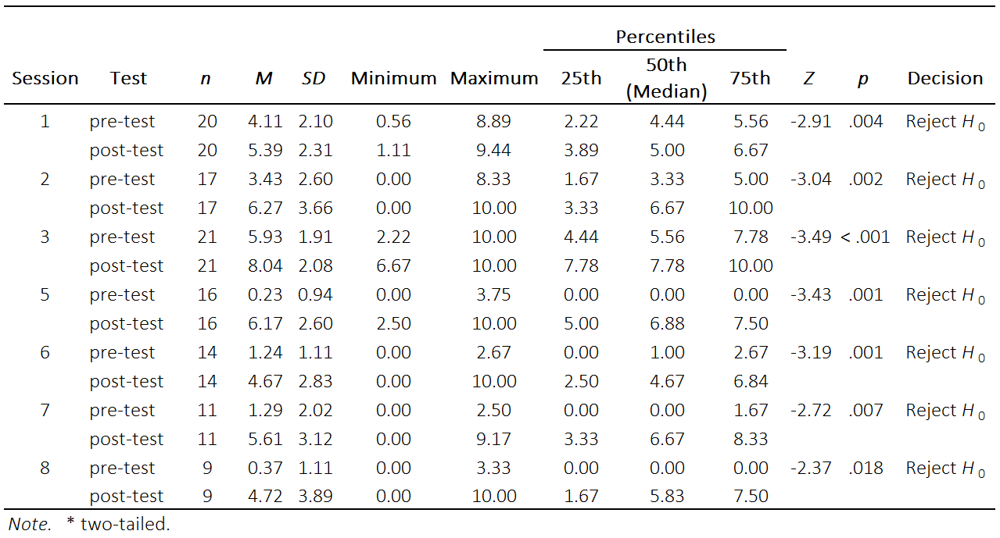 Percentiles
Session Test n M SD Minimum Maximum 25th 50th (Median) 75th Z p Decision
1 pre-test 20 4.11 2.10 0.56 8.89 2.22 4.44 5.56 -2.91 .004 Reject H 0
post-test 20 5.39 2.31 1.11 9.44 3.89 5.00 6.67
2 pre-test 17 3.43 2.60 0.00 8.33 1.67 3.33 5.00 -3.04 .002 Reject H 0
post-test 17 6.27 3.66 0.00 10.00 3.33 6.67 10.00
3 pre-test 21 5.93 1.91 2.22 10.00 4.44 5.56 7.78 -3.49 < .001 Reject H 0
post-test 21 8.04 2.08 6.67 10.00 7.78 7.78 10.00
5 pre-test 16 0.23 0.94 0.00 3.75 0.00 0.00 0.00 -3.43 .001 Reject H 0
post-test 16 6.17 2.60 2.50 10.00 5.00 6.88 7.50
6 pre-test 14 1.24 1.11 0.00 2.67 0.00 1.00 2.67 -3.19 .001 Reject H 0
post-test 14 4.67 2.83 0.00 10.00 2.50 4.67 6.84
7 pre-test 11 1.29 2.02 0.00 2.50 0.00 0.00 1.67 -2.72 .007 Reject H 0
post-test 11 5.61 3.12 0.00 9.17 3.33 6.67 8.33
8 pre-test 9 0.37 1.11 0.00 3.33 0.00 0.00 0.00 -2.37 .018 Reject H 0
post-test 9 4.72 3.89 0.00 10.00 1.67 5.83 7.50
Note. * two-tailed.